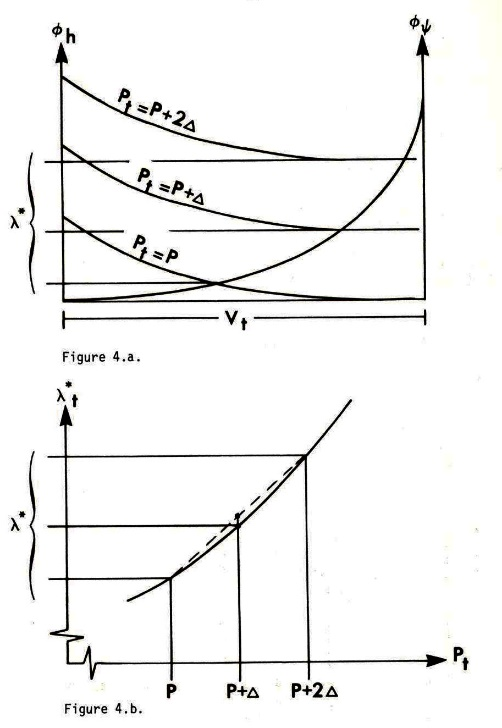 ϕh ϕψ
Pt = P+2Δ
Pt = P+Δ
λ*
Pt = P
Vt
Figure 4.a.
λ*t
λ*
Pt
P P+Δ P+2Δ
Figure 4.b.